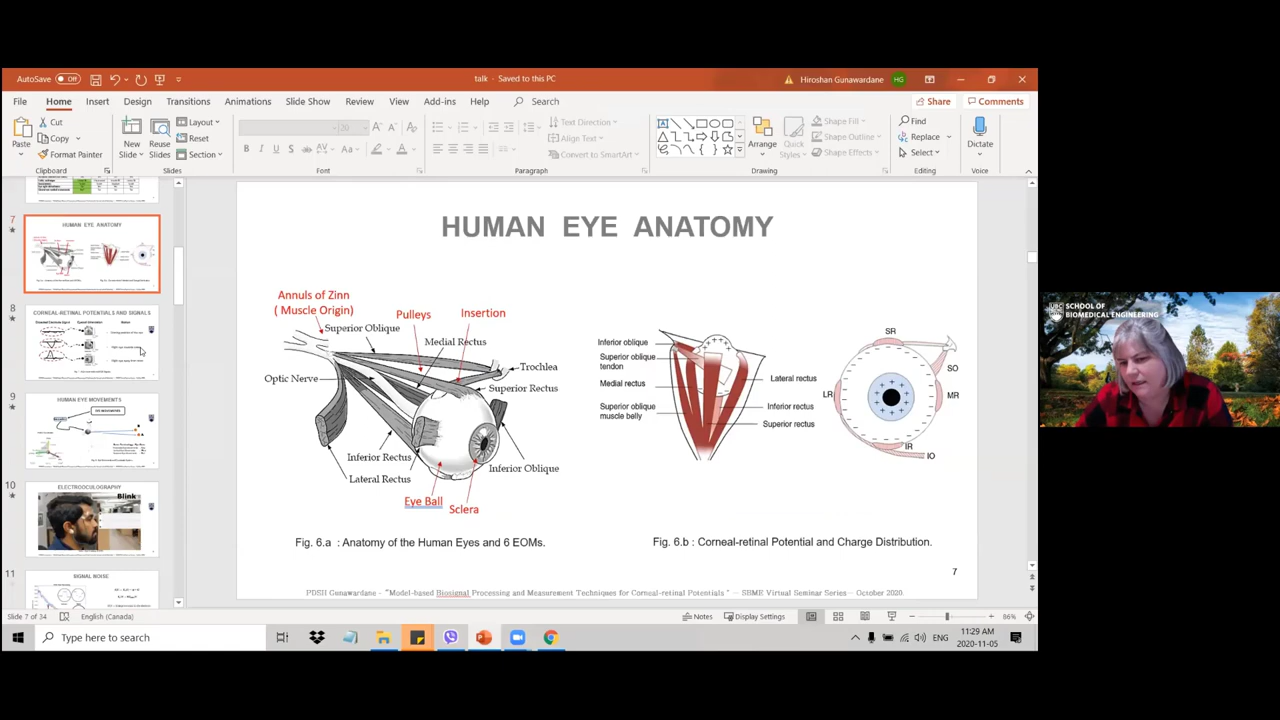 AutoSave Off
talk - Saved to this PC
Hiroshan Gunawardane HG
File Home Insert Design Transitions Animations Slide Show Review View Add-ins Help Search Share Comments
Cut
Copy
Format Painter
Paste
Clipboard
New
Slide
Reuse
Slides
Layout
Reset
Section
Slides
20
Font
Text Direction
Align Text
Convert to SmartArt
Paragraph
Arrange
Quick
Styles
Shape Fill
Shape Outline
Shape Effects
Drawing
Find
Replace
Select
Editing
Dictate
Voice
7
HUMAN EYE ANATOMY
8
CORNEAL-RETINAL POTENTIALS AND SIGNALS
9
HUMAN EYE MOVEMENTS
10
ELECTROOCULOGRAPHY
Blink
11
SIGNAL NOISE
HUMAN EYE ANATOMY
Annuls of Zinn
( Muscle Origin)
Superior Oblique
Pulleys
Insertion
Medial Rectus
Trochlea
Optic Nerve
Superior Rectus
Inferior Rectus
Inferior Oblique
Lateral Rectus
Eye Ball
Sclera
Fig. 6.a : Anatomy of the Human Eyes and 6 EOMs.
Inferior oblique
Superior oblique
tendon
Medial rectus
Superior oblique
muscle belly
Lateral rectus
Inferior rectus
Superior rectus
SR
SO
LR
MR
IR
IO
Fig. 6.b : Corneal-retinal Potential and Charge Distribution.
7
PDSH Gunawardane - "Model-based Biosignal Processing and Measurement Techniques for Corneal-retinal Potentials " – SBME Virtual Seminar Series – October 2020.
Slide 7 of 34
English (Canada)
Notes
Display Settings
86%
Type here to search
ENG
11:29 AM
2020-11-05
UBC
SCHOOL OF
BIOMEDICAL ENGINEERING